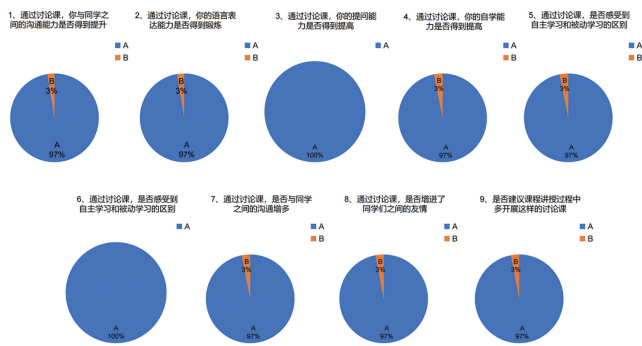 1、通过讨论课，你与同学之
间的沟通能力是否得到提升
A
B
B
3%
A
97%
2、通过讨论课，你的语言表
达能力是否得到锻炼
A
B
B
3%
A
97%
3、通过讨论课，你的提问能
力是否得到提高
A
A
100%
4、通过讨论课，你的自学能
力是否得到提高
A
B
B
3%
A
97%
5、通过讨论课，是否感受到
自主学习和被动学习的区别
A
B
B
3%
A
97%
6、通过讨论课，是否感受到
自主学习和被动学习的区别
A
A
100%
7、通过讨论课，是否与同学
之间的沟通增多
A
B
B
3%
A
97%
8、通过讨论课，是否增进了
同学们之间的友情
A
B
B
3%
A
97%
9、是否建议课程讲授过程中
多开展这样的讨论课
A
B
B
3%
A
97%